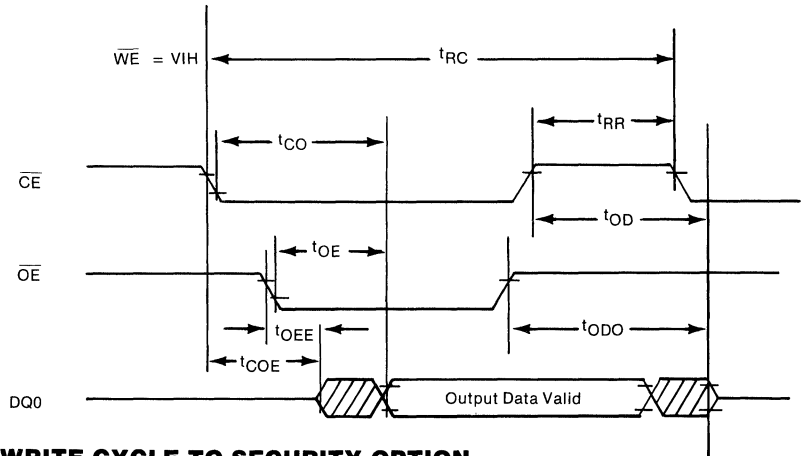 WE = VIH
tRC
tRR
tCO
CE
tOD
tOE
OE
tOEE
tODO
tCOE
DQ0
Output Data Valid
WRITE CYCLE TO SECURITY OPTION